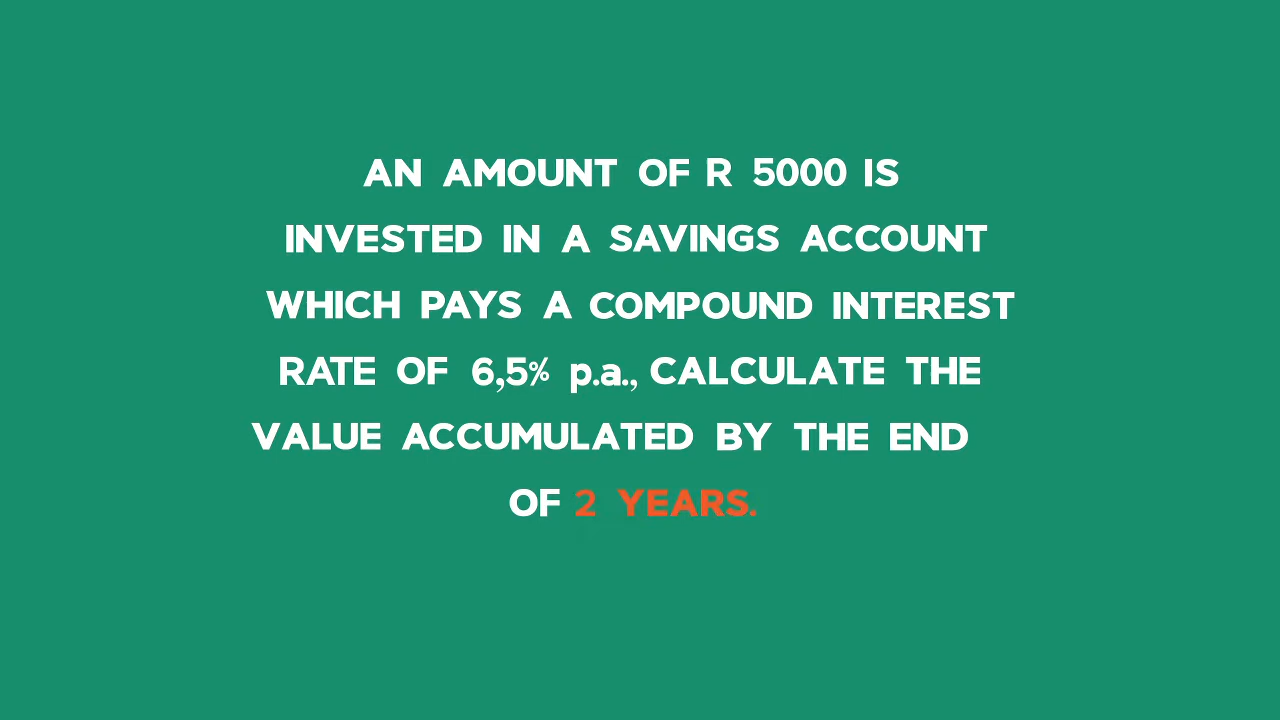 AN AMOUNT OF R 5000 IS
INVESTED IN A SAVINGS ACCOUNT
WHICH PAYS A COMPOUND INTEREST
RATE OF 6,5% p.a., CALCULATE THE
VALUE ACCUMULATED BY THE END
OF 2 YEARS.